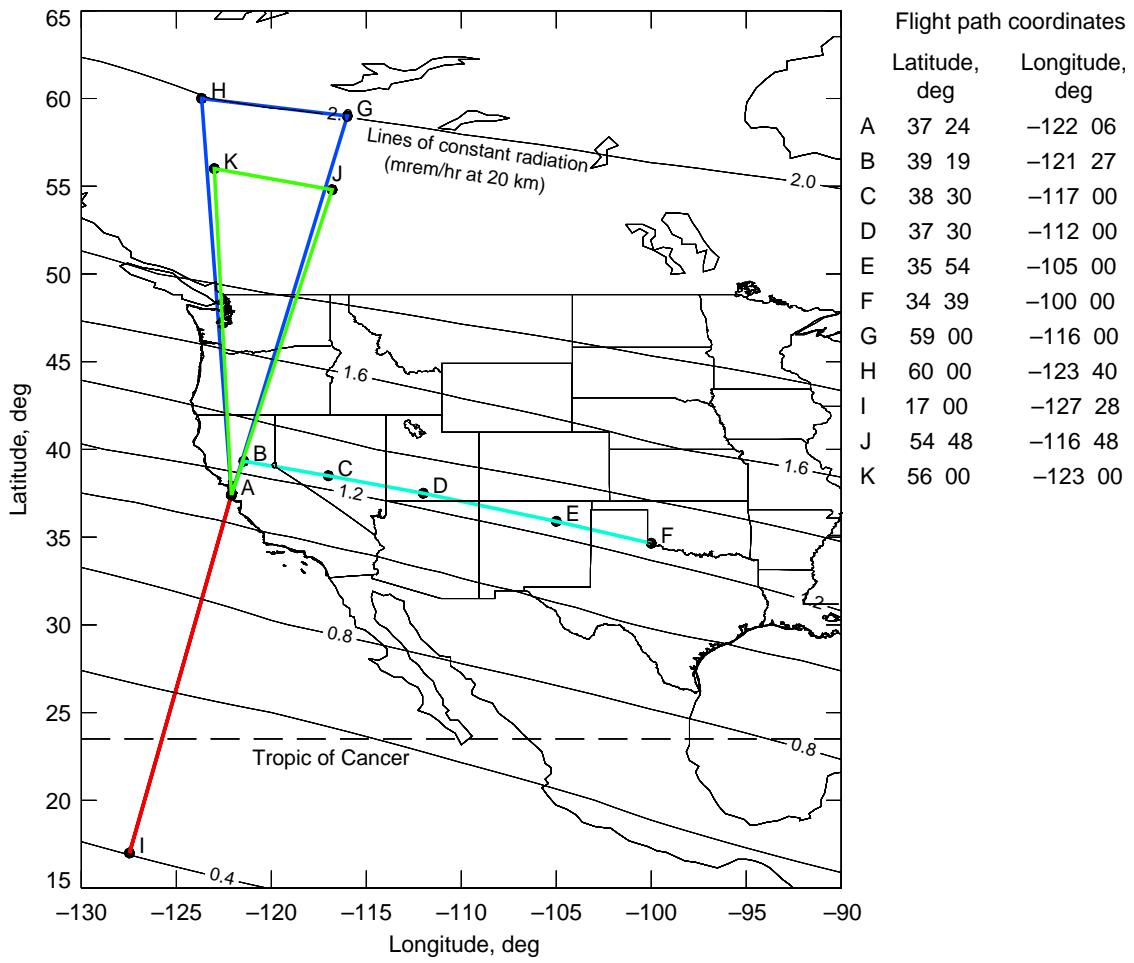 65
60
55
50
45
40
35
30
25
20
15
Latitude, deg
–130
–125
–120
–115
–110
–105
–100
–95
–90
Longitude, deg
H
G
2.0
K
J
Lines of constant radiation
(mrem/hr at 20 km)
2.0
1.6
B
C
1.2
D
A
E
F
1.6
1.2
0.8
0.8
Tropic of Cancer
I
0.4
Flight path coordinates
Latitude, deg Longitude, deg
A 37 24 –122 06
B 39 19 –121 27
C 38 30 –117 00
D 37 30 –112 00
E 35 54 –105 00
F 34 39 –100 00
G 59 00 –116 00
H 60 00 –123 40
I 17 00 –127 28
J 54 48 –116 48
K 56 00 –123 00